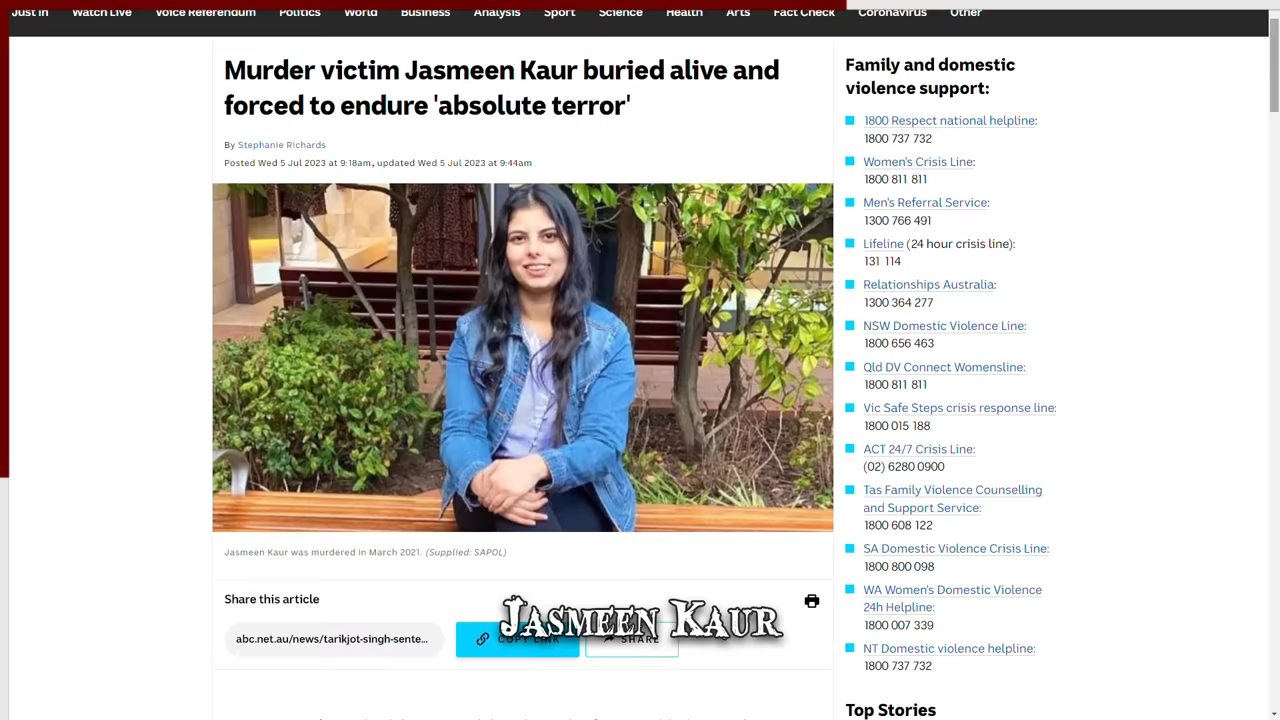 Just In Watch Live Voice Referendum Politics World Business Analysis Sport Science Health Arts Fact Check Coronavirus Other
Murder victim Jasmeen Kaur buried alive and
forced to endure 'absolute terror'
By Stephanie Richards
Posted Wed 5 Jul 2023 at 9:18am, updated Wed 5 Jul 2023 at 9:44am
Jasmeen Kaur was murdered in March 2021. (Supplied: SAPOL)
Share this article
abc.net.au/news/tarikjot-singh-sente...
COPY LINK
SHARE
JASMEEN KAUR
Family and domestic
violence support:
1800 Respect national helpline:
1800 737 732
Women's Crisis Line:
1800 811 811
Men's Referral Service:
1300 766 491
Lifeline (24 hour crisis line):
131 114
Relationships Australia:
1300 364 277
NSW Domestic Violence Line:
1800 656 463
Qld DV Connect Womensline:
1800 811 811
Vic Safe Steps crisis response line:
1800 015 188
ACT 24/7 Crisis Line:
(02) 6280 0900
Tas Family Violence Counselling
and Support Service:
1800 608 122
SA Domestic Violence Crisis Line:
1800 800 098
WA Women's Domestic Violence
24h Helpline:
1800 007 339
NT Domestic violence helpline:
1800 737 732
Top Stories